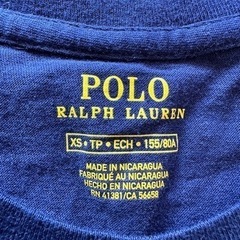 POLO
RALPH LAUREN
XS • TP • ECH • 155/80A
MADE IN NICARAGUA
FABRIQUÉ AU NICARAGUA
HECHO EN NICARAGUA
RN 41381/CA 56658